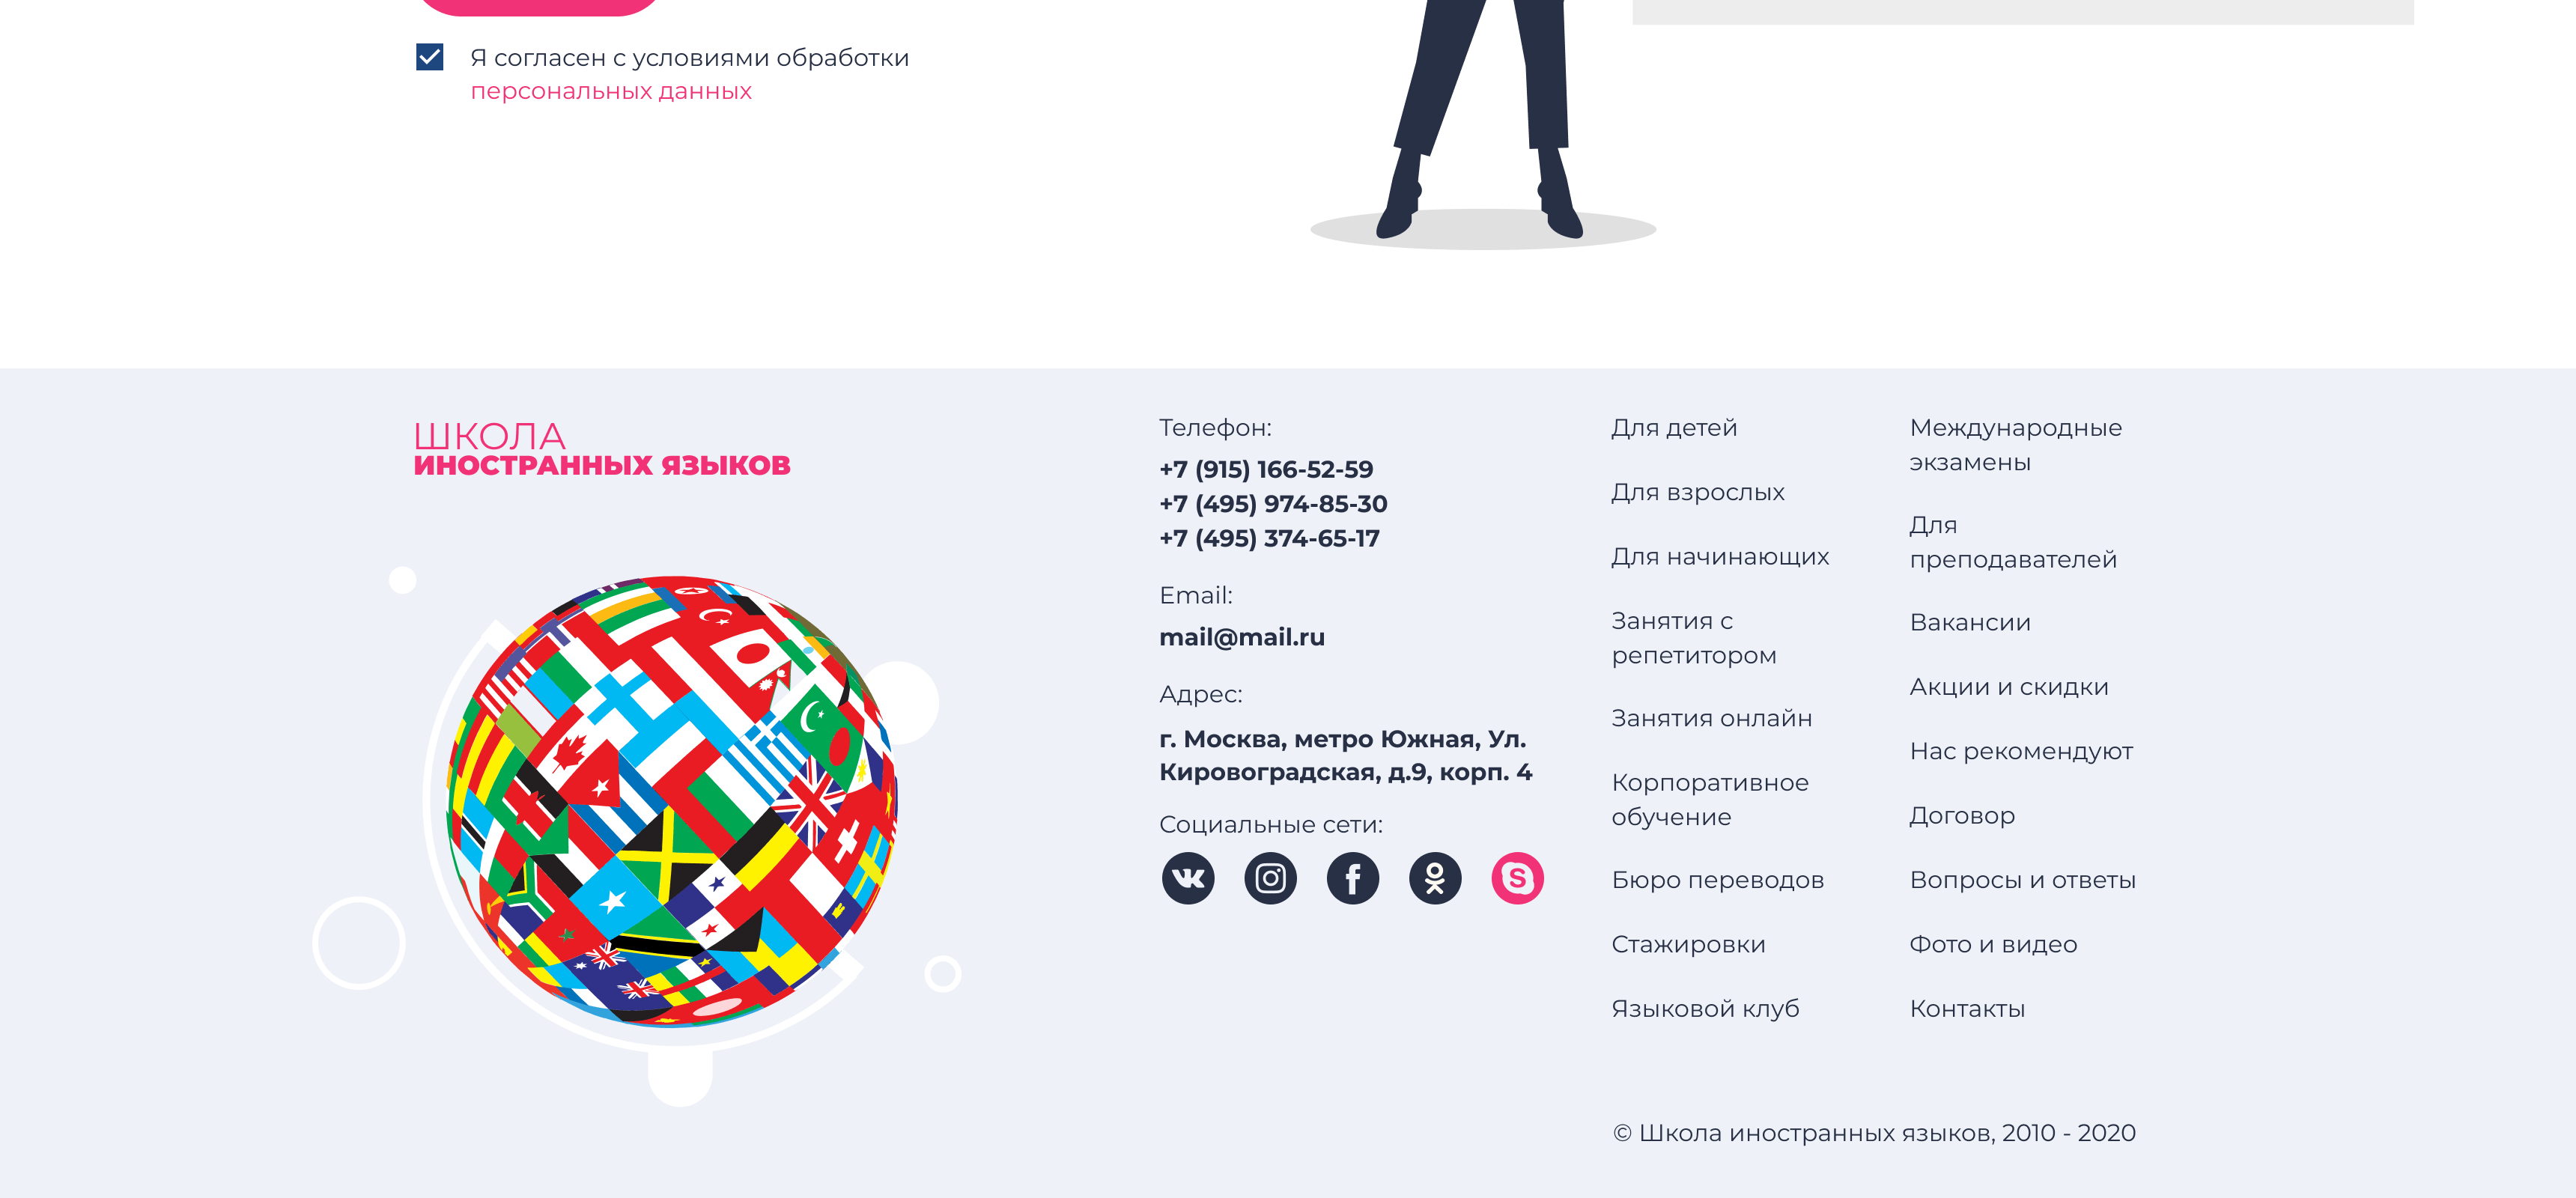 Я согласен с условиями обработки
персональных данных
ШКОЛА
ИНОСТРАННЫХ ЯЗЫКОВ
Телефон:
+7 (915) 166-52-59
+7 (495) 974-85-30
+7 (495) 374-65-17
Email:
mail@mail.ru
Адрес:
г. Москва, метро Южная, Ул.
Кировоградская, д.9, корп. 4
Социальные сети:
Для детей
Для взрослых
Для начинающих
Занятия с
репетитором
Занятия онлайн
Корпоративное
обучение
Бюро переводов
Стажировки
Языковой клуб
Международные
экзамены
Для
преподавателей
Вакансии
Акции и скидки
Нас рекомендуют
Договор
Вопросы и ответы
Фото и видео
Контакты
© Школа иностранных языков, 2010 - 2020